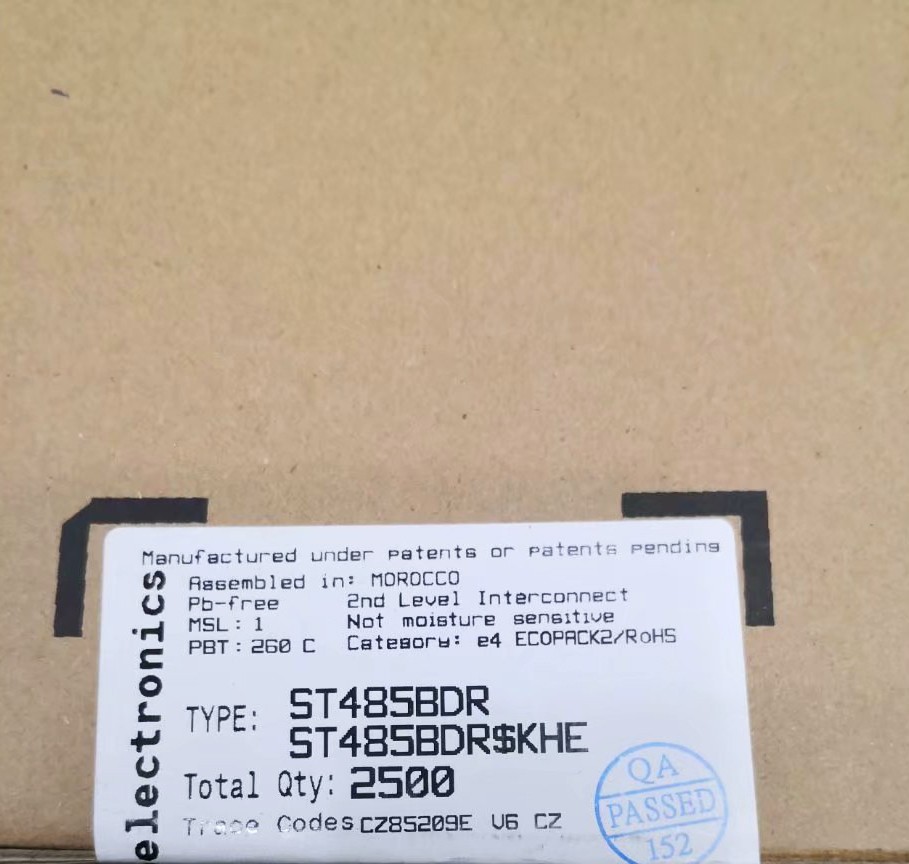 Manufactured under patents or patents pending
Assembled in: MOROCCO
Pb-free 2nd Level Interconnect
MSL: 1 Not moisture sensitive
PBT: 260 C Category: e4 ECOPACK2/RoHS
TYPE: ST485BDR
ST485BDR$KHE
Total Qty: 2500
Trace Codes CZ85209E V6 CZ
electronics
QA
PASSED
152